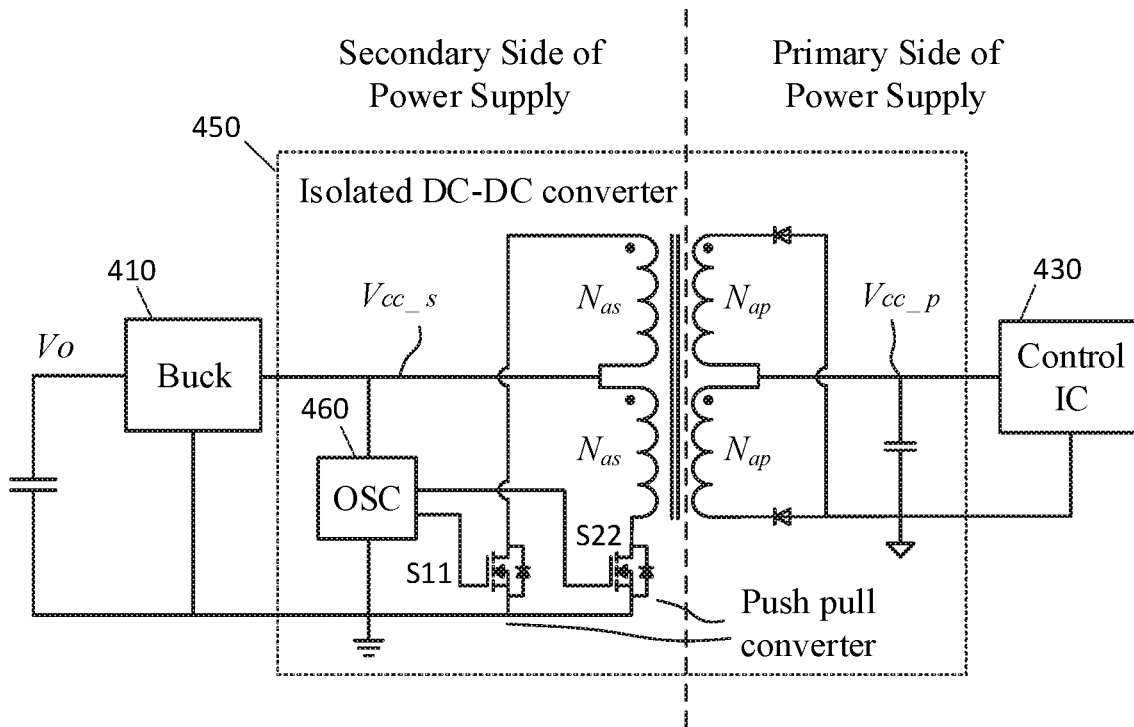 Secondary Side of
Power Supply
Primary Side of
Power Supply
450
Isolated DC-DC converter
410
Vcc_s
Nas
Nap
Vcc_p
430
Vo
Buck
Control
IC
460
Nas
Nap
OSC
S22
S11
Push pull
converter